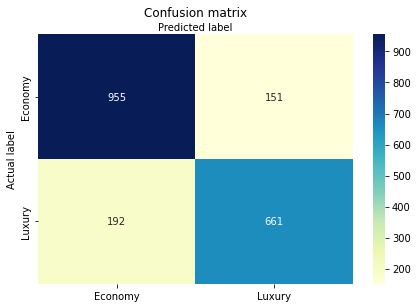 Confusion matrix
Predicted label
Actual label
Economy
955
151
Luxury
192
661
Economy
Luxury
900
800
700
600
500
400
300
200